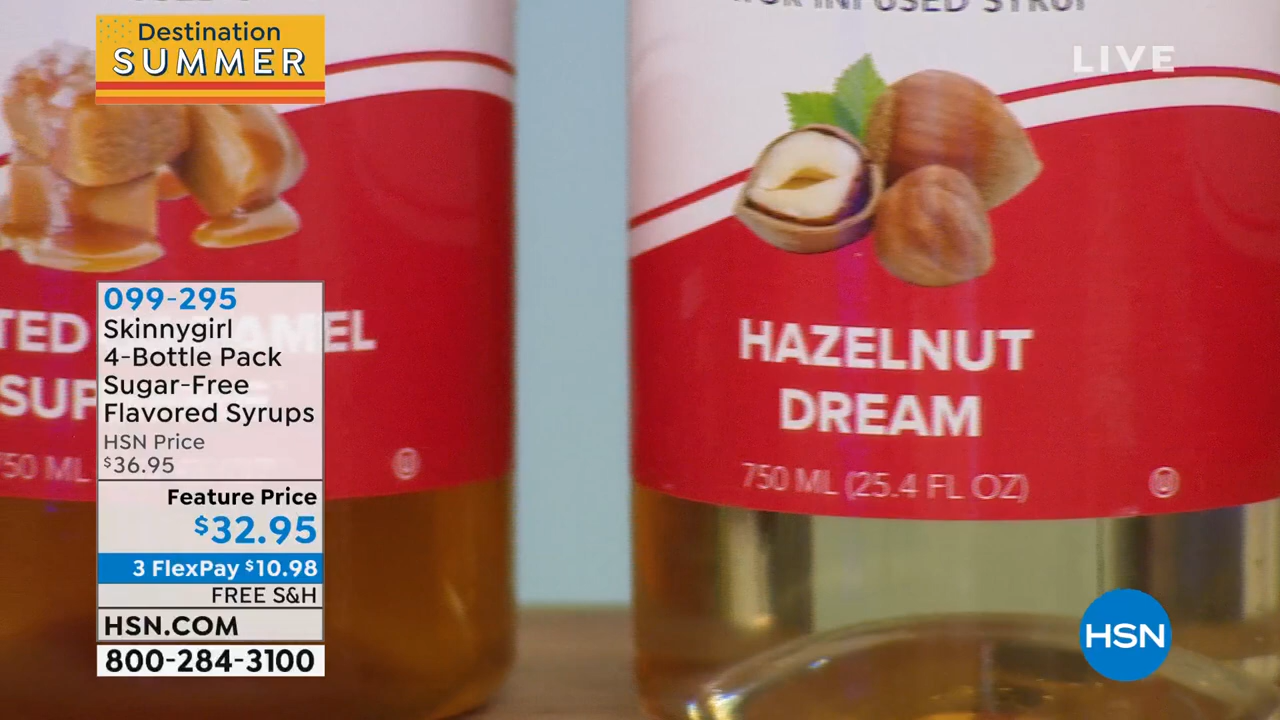 Destination
SUMMER
LIVE
INFUSED
HAZELNUT
DREAM
750 ML (25.4 FL OZ)
099-295
Skinnygirl
4-Bottle Pack
Sugar-Free
Flavored Syrups
HSN Price
$36.95
Feature Price
$32.95
3 FlexPay $10.98
FREE S&H
HSN.COM
800-284-3100
HSN